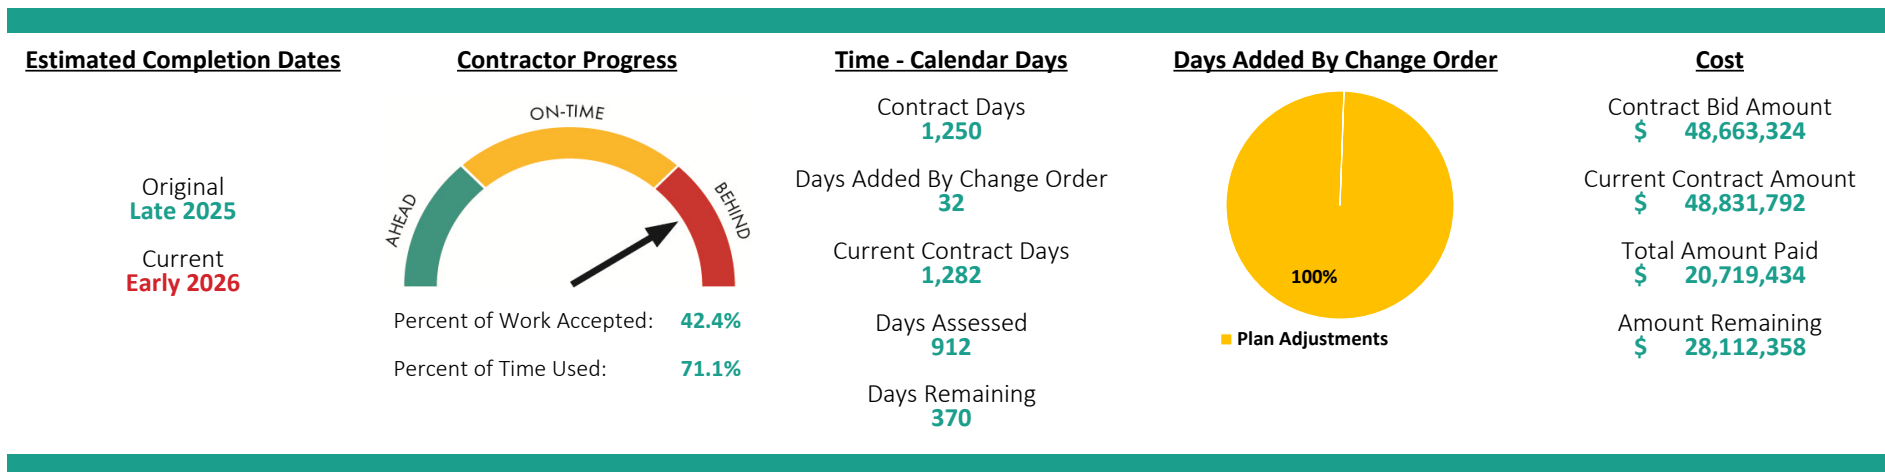 Estimated Completion Dates
Original
Late 2025
Current
Early 2026
Contractor Progress
AHEAD
ON-TIME
BEHIND
Percent of Work Accepted: 42.4%
Percent of Time Used: 71.1%
Time - Calendar Days
Contract Days
1,250
Days Added By Change Order
32
Current Contract Days
1,282
Days Assessed
912
Days Remaining
370
Days Added By Change Order
100%
Plan Adjustments
Cost
Contract Bid Amount
$ 48,663,324
Current Contract Amount
$ 48,831,792
Total Amount Paid
$ 20,719,434
Amount Remaining
$ 28,112,358